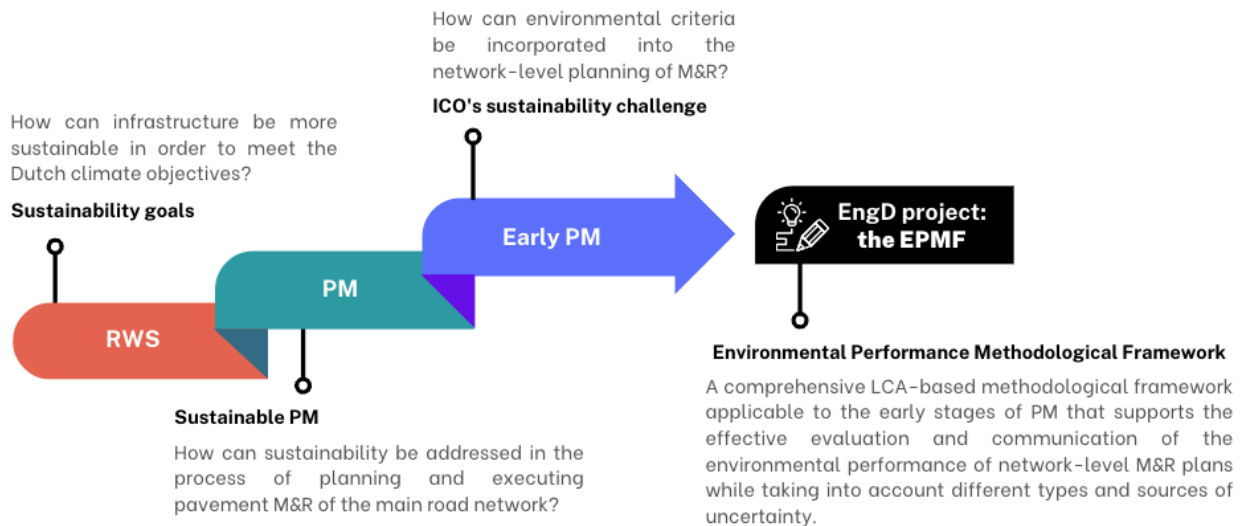 How can environmental criteria
be incorporated into the
network-level planning of M&R?
ICO's sustainability challenge
How can infrastructure be more
sustainable in order to meet the
Dutch climate objectives?
Sustainability goals
Early PM
EngD project:
the EPMF
PM
RWS
Sustainable PM
How can sustainability be addressed in the
process of planning and executing
pavement M&R of the main road network?
Environmental Performance Methodological Framework
A comprehensive LCA-based methodological framework
applicable to the early stages of PM that supports the
effective evaluation and communication of the
environmental performance of network-level M&R plans
while taking into account different types and sources of
uncertainty.